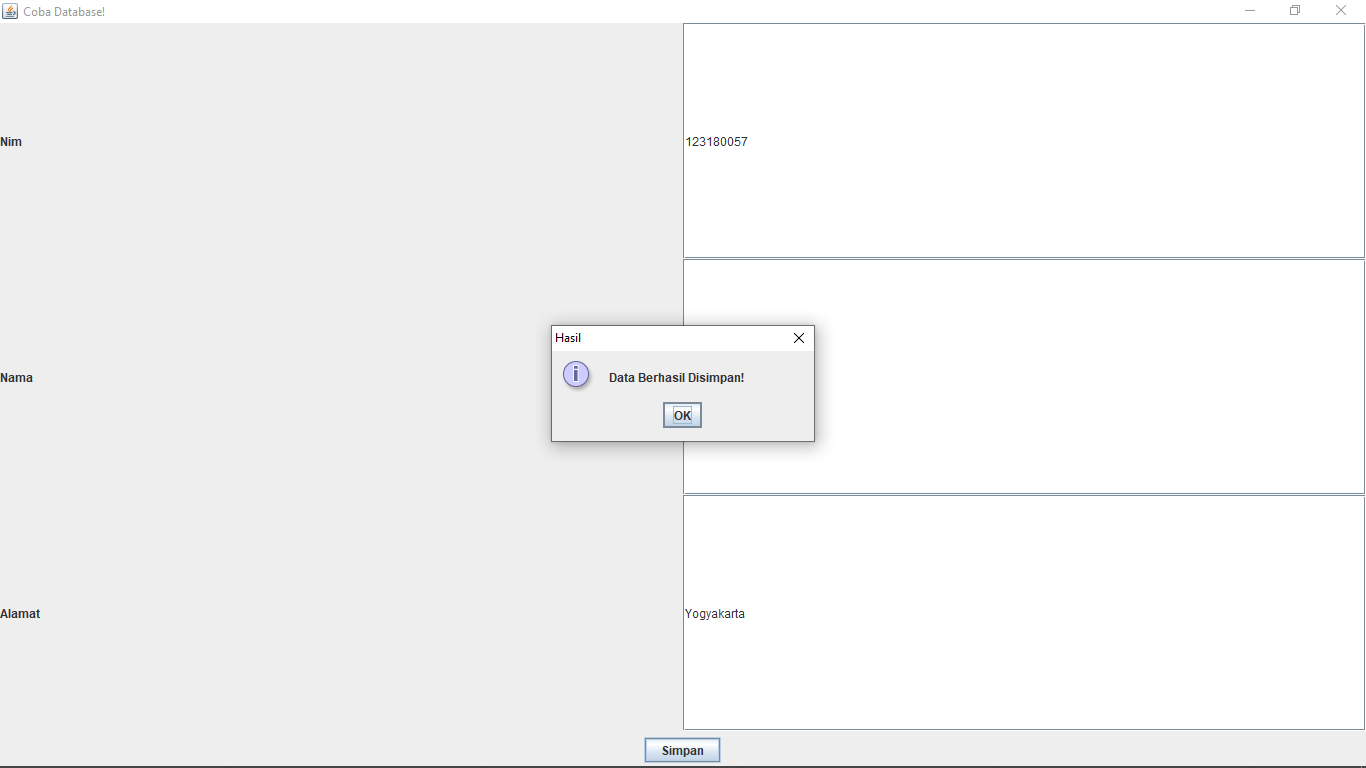 Coba Database!
Nim
123180057
Hasil
Data Berhasil Disimpan!
OK
Nama
Alamat
Yogyakarta
Simpan